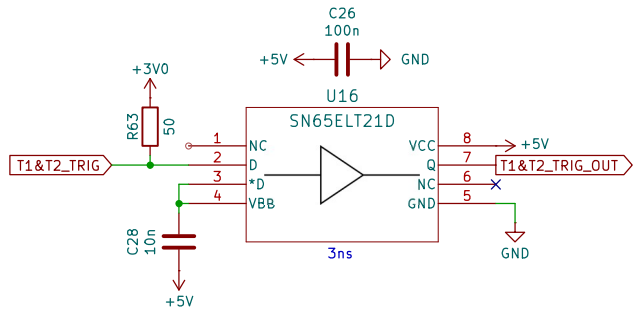 C26
100n
+5V
GND
+3V0
R63
50
U16
SN65ELT21D
1 NC VCC 8 +5V
T1&T2_TRIG 2 D Q 7 T1&T2_TRIG_OUT
3 *D NC 6
4 VBB GND 5
C28
10n
3ns
GND
+5V